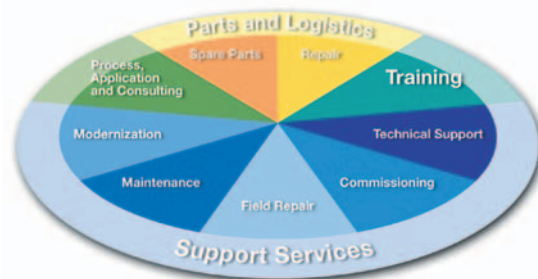 Parts and Logistics
Spare Parts
Repair
Process,
Application
and Consulting
Training
Modernization
Technical Support
Maintenance
Commissioning
Field Repair
Support Services